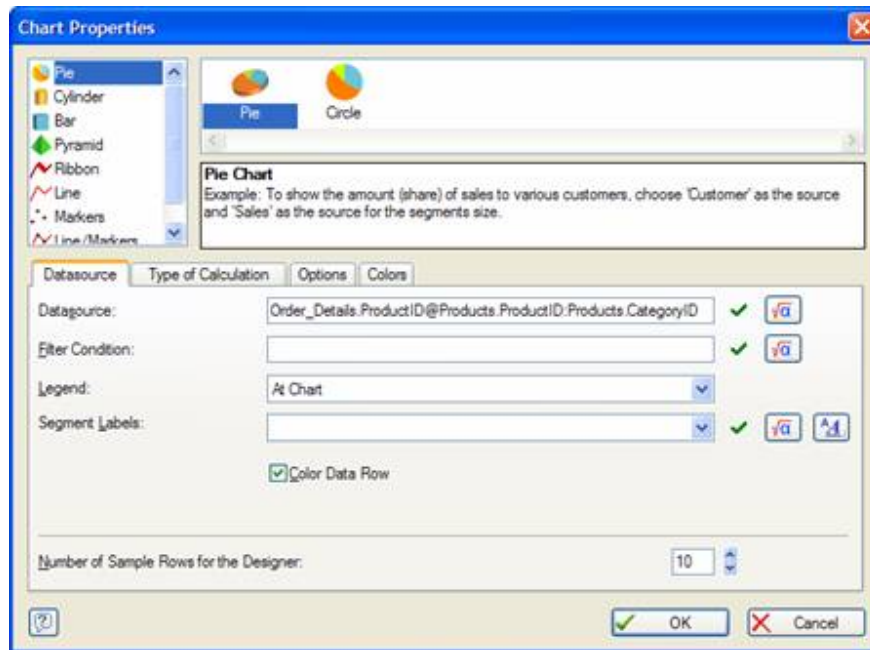 Chart Properties
Pie
Cylinder
Bar
Pyramid
Ribbon
Line
Markers
Line/Markers
Pie
Circle
Pie Chart
Example: To show the amount (share) of sales to various customers, choose 'Customer' as the source
and 'Sales' as the source for the segments size.
Datasource
Type of Calculation
Options
Colors
Datasource:
Order_Details.ProductID@Products.ProductID:Products.CategoryID
√α
Filter Condition:
√α
Legend:
At Chart
Segment Labels:
√α
Color Data Row
Number of Sample Rows for the Designer:
10
?
OK
Cancel